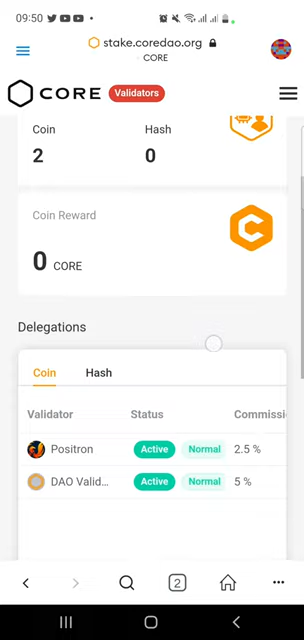 09:50
stake.coredao.org
CORE
CORE Validators
Coin Hash
2 0
Coin Reward
0 CORE
Delegations
Coin Hash
Validator Status Commissi
Positron Active Normal 2.5 %
DAO Valid... Active Normal 5 %
2